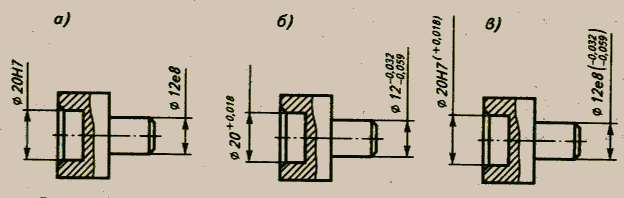 а)
⌀ 20H7
⌀ 12e8
б)
⌀ 20+0,018
⌀ 12-0,032
-0,059
в)
⌀ 20H7(+0,018)
⌀ 12e8(-0,032
-0,059)